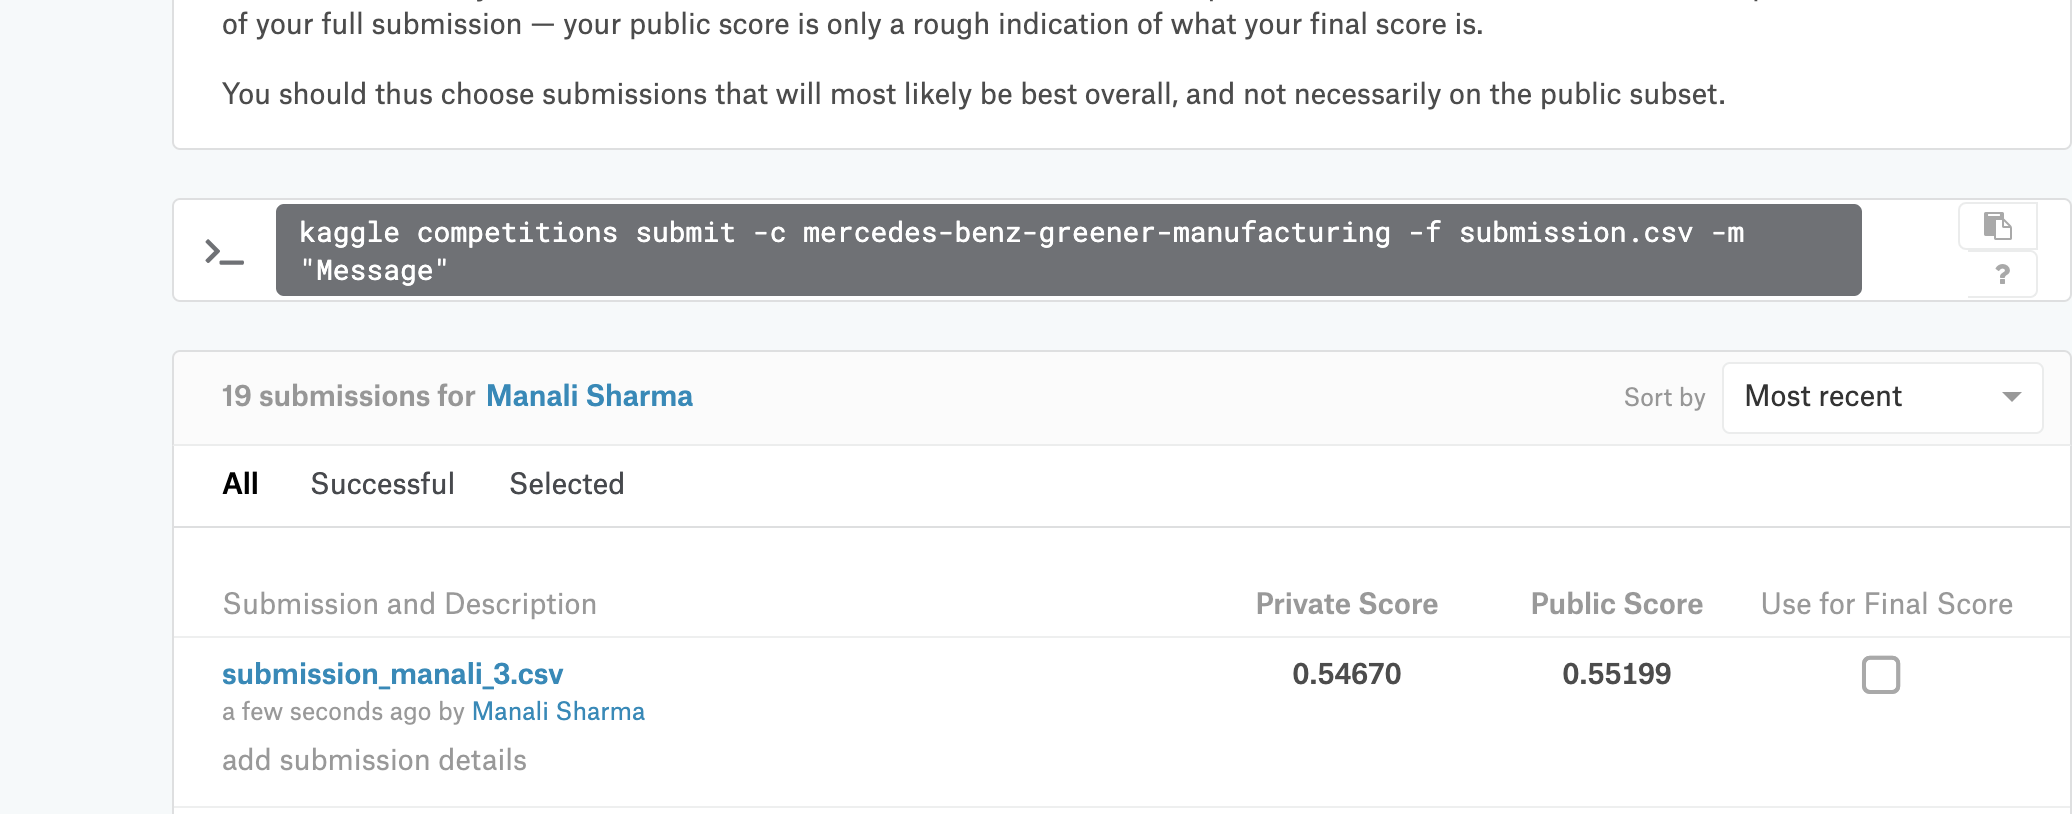 of your full submission — your public score is only a rough indication of what your final score is.
You should thus choose submissions that will most likely be best overall, and not necessarily on the public subset.
>_
kaggle competitions submit -c mercedes-benz-greener-manufacturing -f submission.csv -m
"Message"
?
19 submissions for Manali Sharma
Sort by Most recent
All Successful Selected
Submission and Description Private Score Public Score Use for Final Score
submission_manali_3.csv 0.54670 0.55199
a few seconds ago by Manali Sharma
add submission details